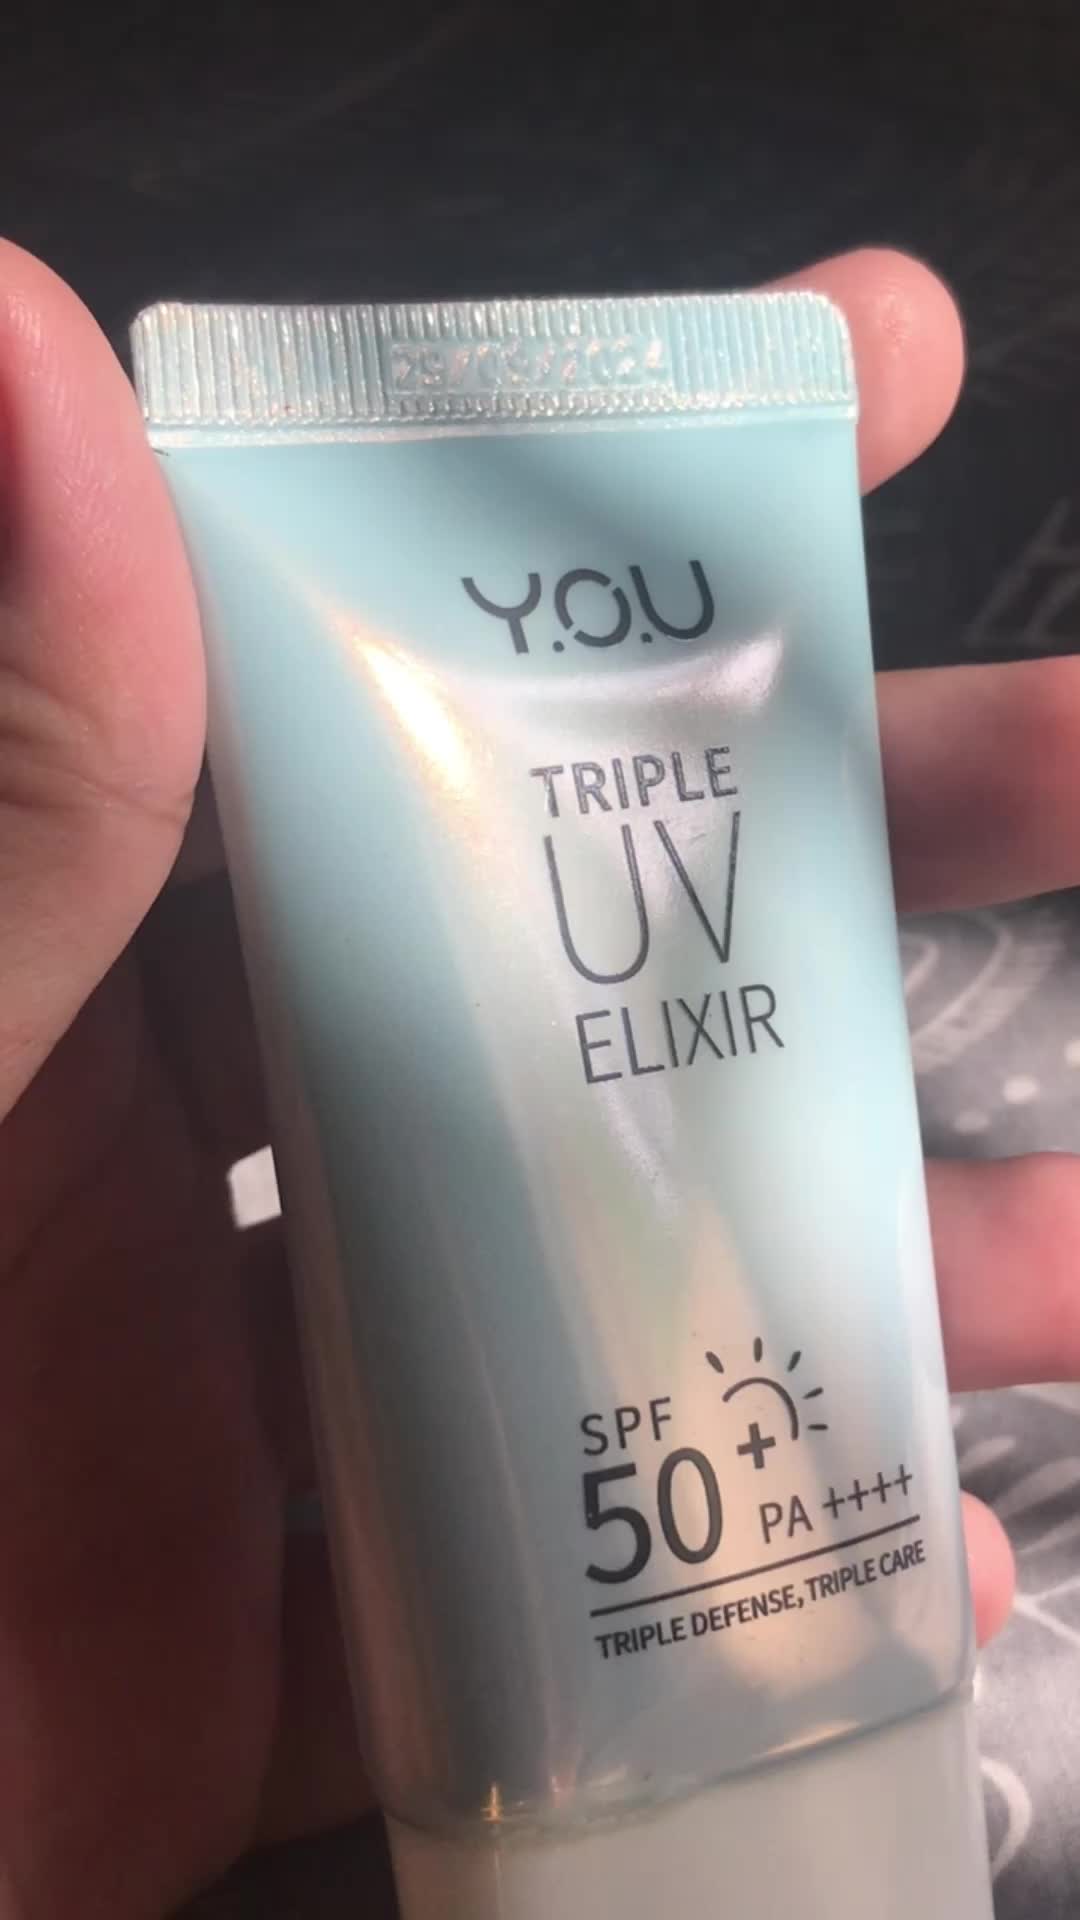 Y.O.U
TRIPLE
UV
ELIXIR
SPF
50+
PA ++++
TRIPLE DEFENSE, TRIPLE CARE